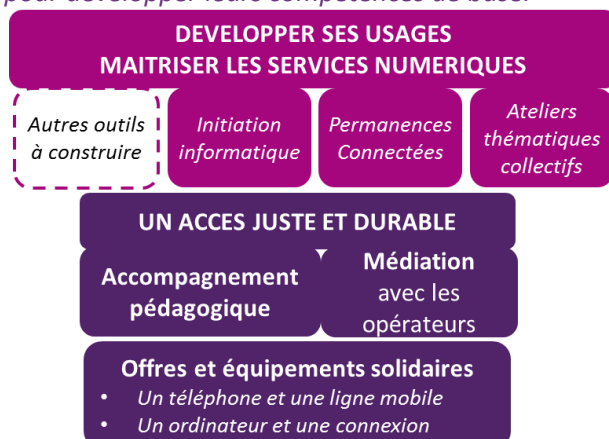 pour développer leurs compétences de base.
DEVELOPPER SES USAGES
MAITRISER LES SERVICES NUMERIQUES
Autres outils
à construire
Initiation
informatique
Permanences
Connectées
Ateliers
thématiques
collectifs
UN ACCES JUSTE ET DURABLE
Accompagnement
pédagogique
Médiation
avec les
opérateurs
Offres et équipements solidaires
• Un téléphone et une ligne mobile
• Un ordinateur et une connexion